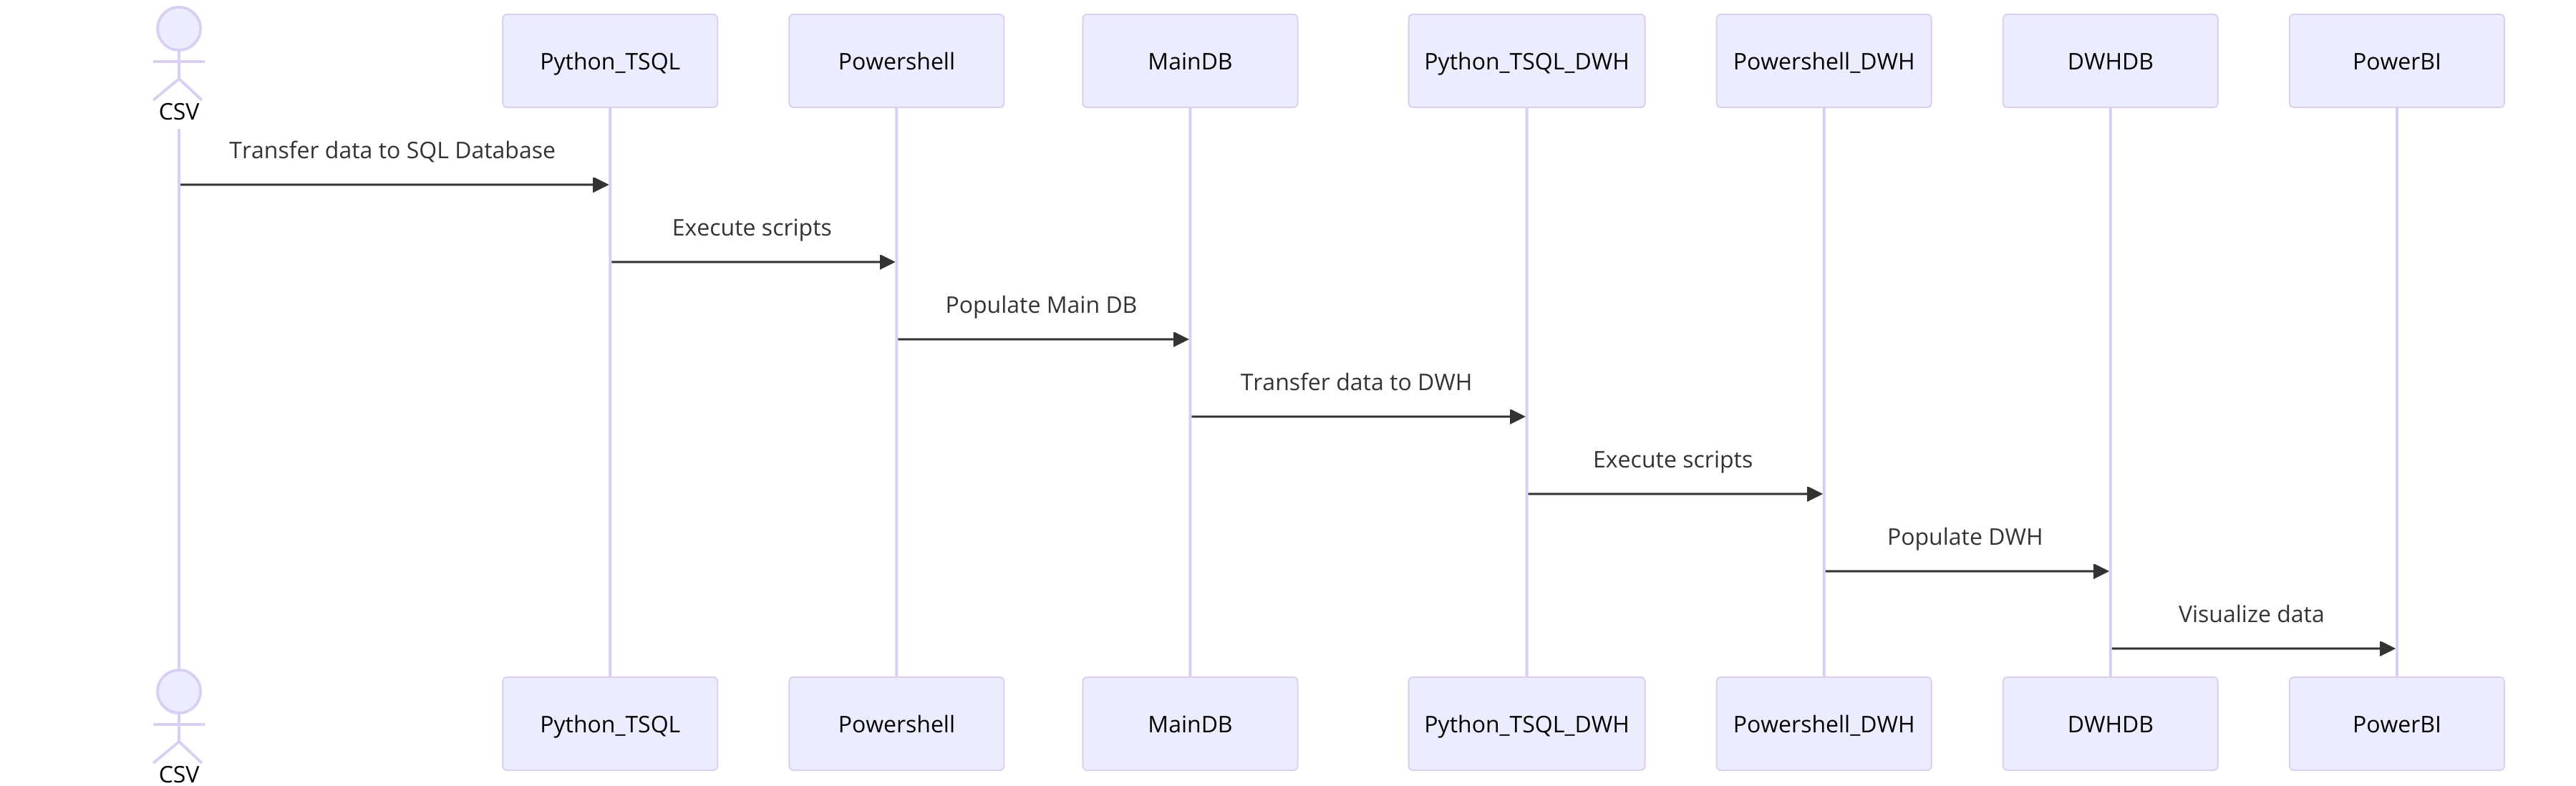 CSV
Python_TSQL
Powershell
MainDB
Python_TSQL_DWH
Powershell_DWH
DWHDB
PowerBI
Transfer data to SQL Database
Execute scripts
Populate Main DB
Transfer data to DWH
Execute scripts
Populate DWH
Visualize data
CSV
Python_TSQL
Powershell
MainDB
Python_TSQL_DWH
Powershell_DWH
DWHDB
PowerBI